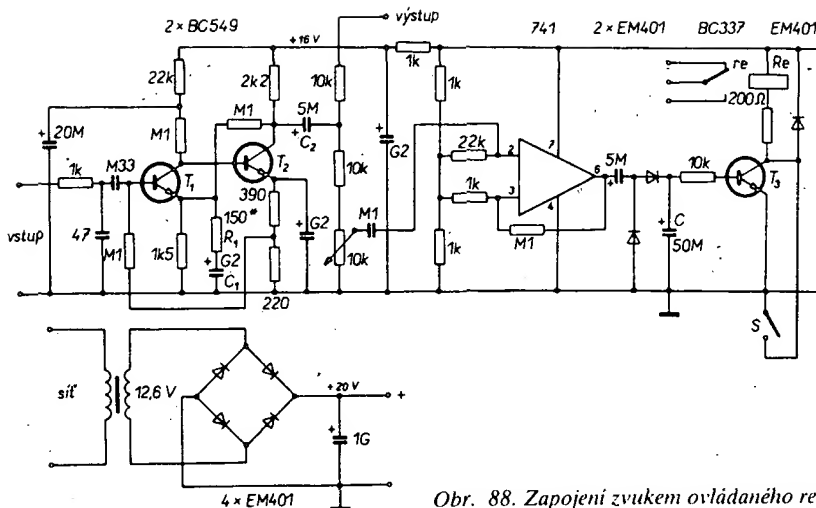 2 × BC549
výstup
741
2 × EM401
BC337
EM401
+16 V
1k
22k
2k2
10k
1k
re
Re
200Ω
M1
5M
+
C₂
20M
+
M1
G2
+
22k
2
7
6
5M
+
10k
T₃
1k
M33
T₁
T₂
10k
1k
3
4
390
M1
150*
R₁
G2
+
1k
M1
C
+
50M
vstup
47
M1
1k5
G2
+
C₁
10k
220
S
síť
12,6 V
+20 V
+
+
1G
4 × EM401
Obr. 88. Zapojení zvukem ovládaného re